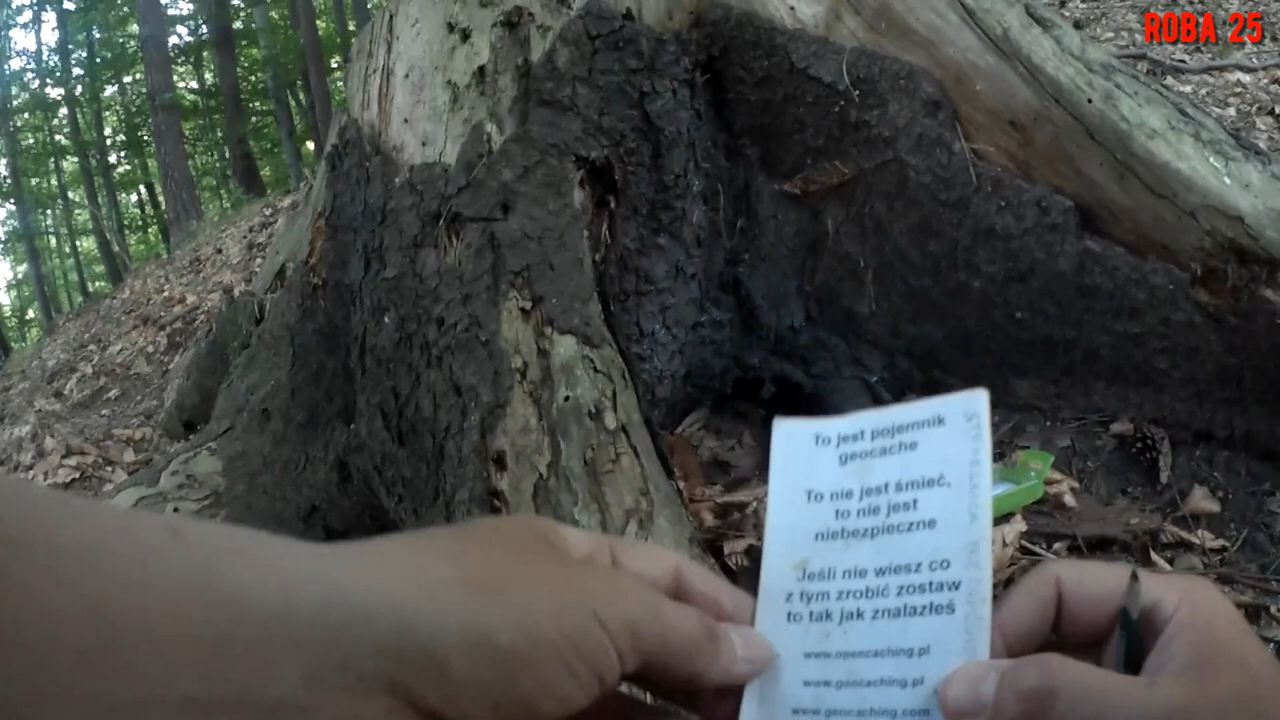 ROBA 25
To jest pojemnik
geocache
To nie jest śmieć,
to nie jest
niebezpieczne
Jeśli nie wiesz co
z tym zrobić zostaw
to tak jak znalazłeś
www.opencaching.pl
www.geocaching.pl
www.geocaching.com